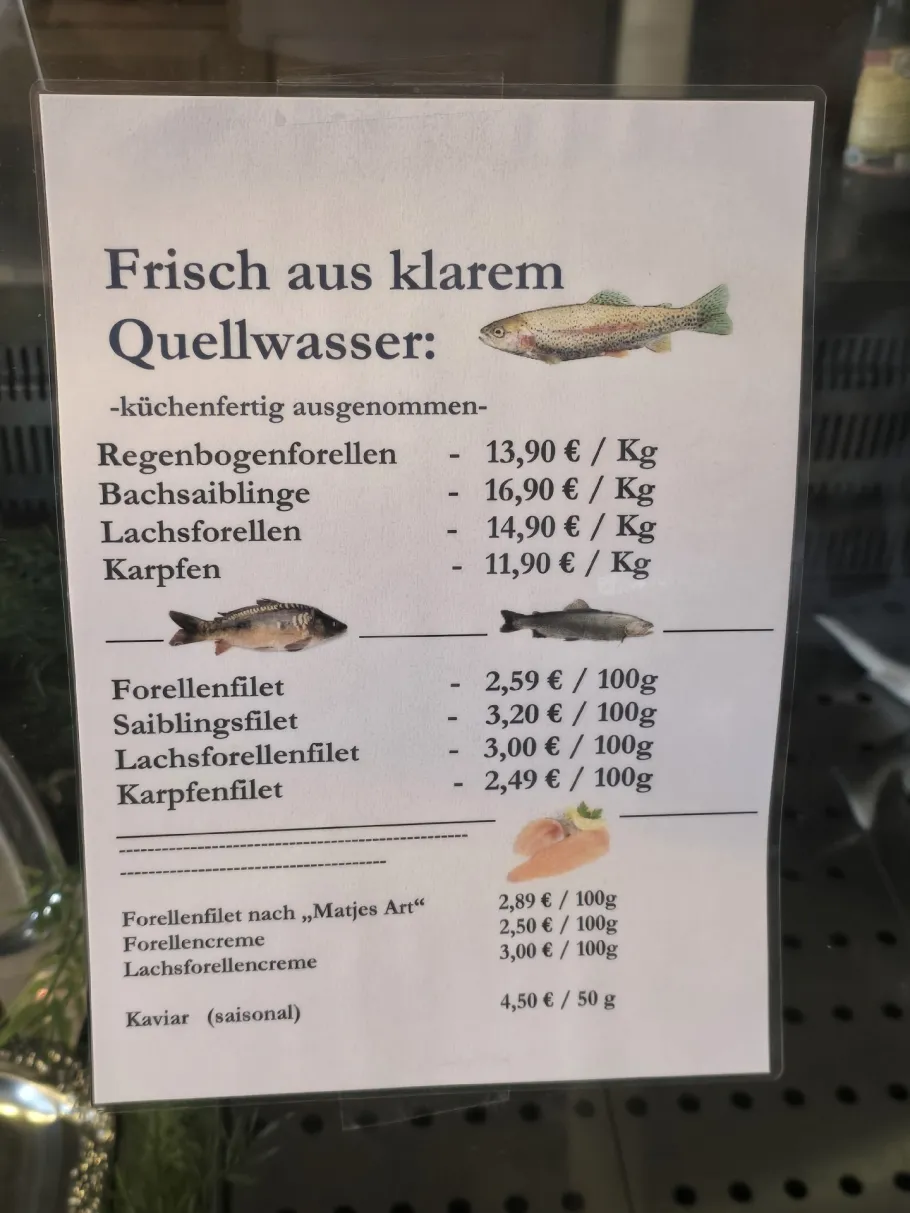 Frisch aus klarem
Quellwasser:
-küchenfertig ausgenommen-
Regenbogenforellen - 13,90 € / Kg
Bachsaiblinge - 16,90 € / Kg
Lachsforellen - 14,90 € / Kg
Karpfen - 11,90 € / Kg
Forellenfilet - 2,59 € / 100g
Saiblingsfilet - 3,20 € / 100g
Lachsforellenfilet - 3,00 € / 100g
Karpfenfilet - 2,49 € / 100g
Forellenfilet nach „Matjes Art“ 2,89 € / 100g
Forellencreme 2,50 € / 100g
Lachsforellencreme 3,00 € / 100g
Kaviar (saisonal) 4,50 € / 50 g